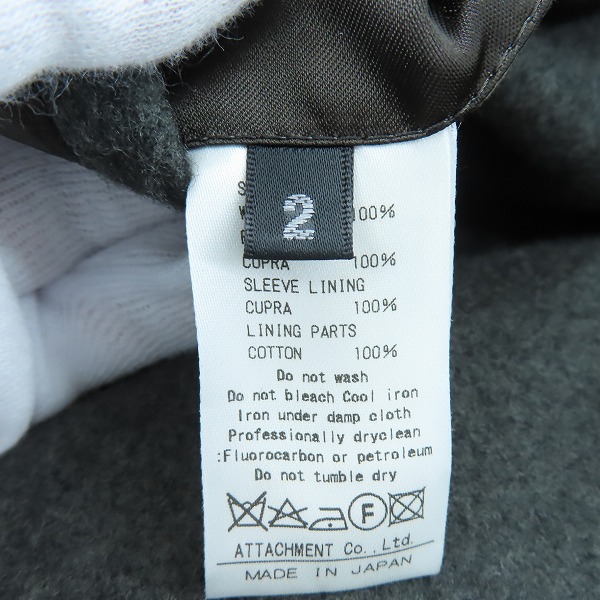 2
100%
CUPRA 100%
SLEEVE LINING
CUPRA 100%
LINING PARTS
COTTON 100%
Do not wash
Do not bleach Cool iron
Iron under damp cloth
Professionally dryclean
:Fluorocarbon or petroleum
Do not tumble dry
F
ATTACHMENT Co.,Ltd.
MADE IN JAPAN